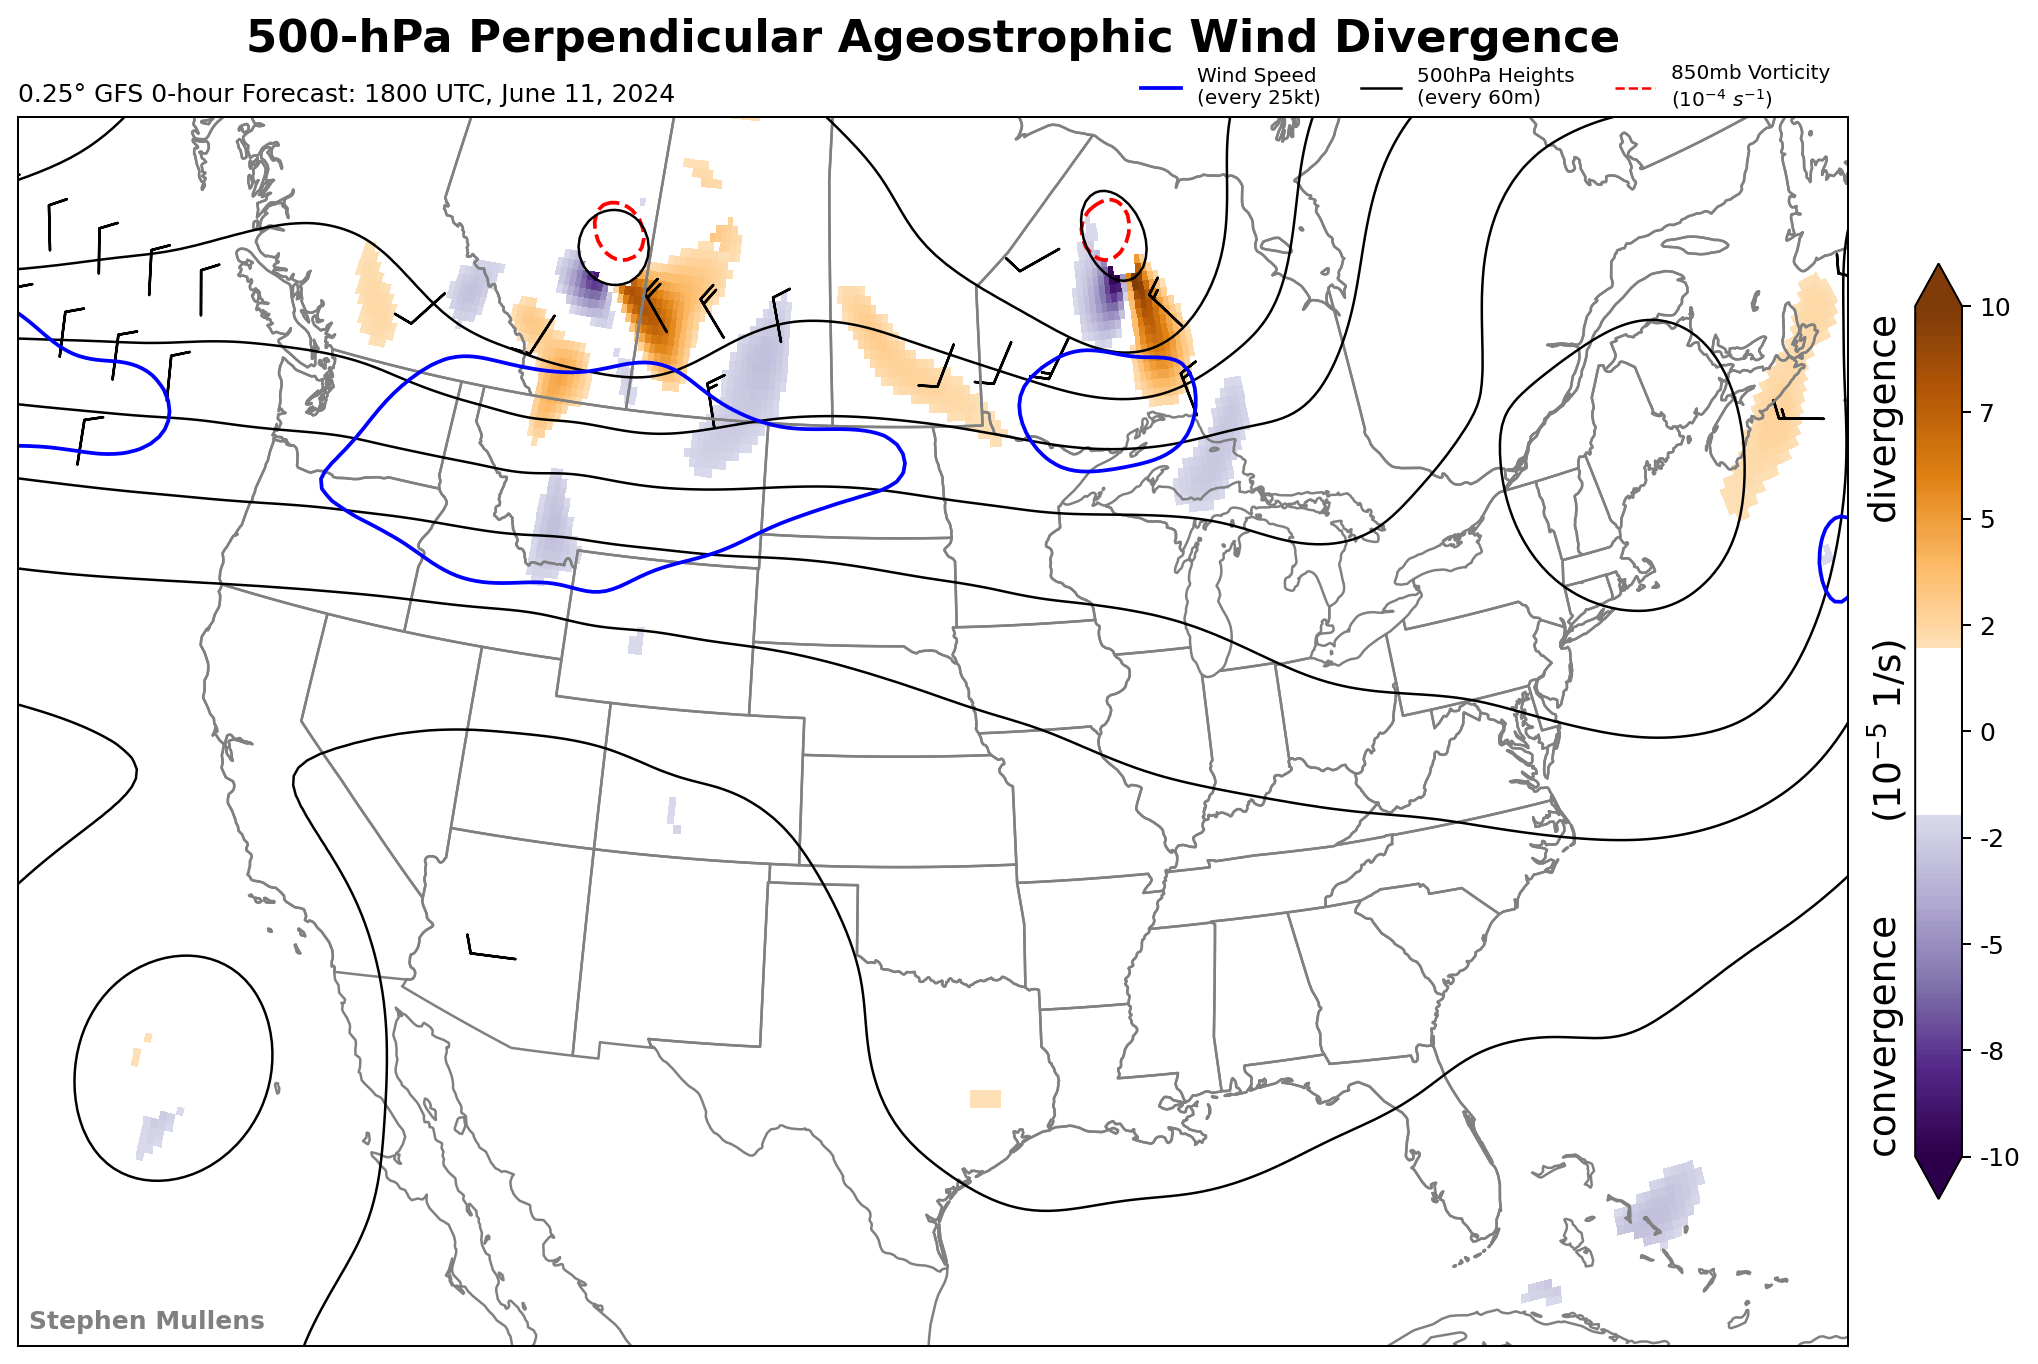 500-hPa Perpendicular Ageostrophic Wind Divergence
0.25° GFS 0-hour Forecast: 1800 UTC, June 11, 2024
Wind Speed
(every 25kt)
500hPa Heights
(every 60m)
850mb Vorticity
(10⁻⁴ s⁻¹)
10
7
5
2
0
-2
-5
-8
-10
convergence (10⁻⁵ 1/s) divergence
Stephen Mullens